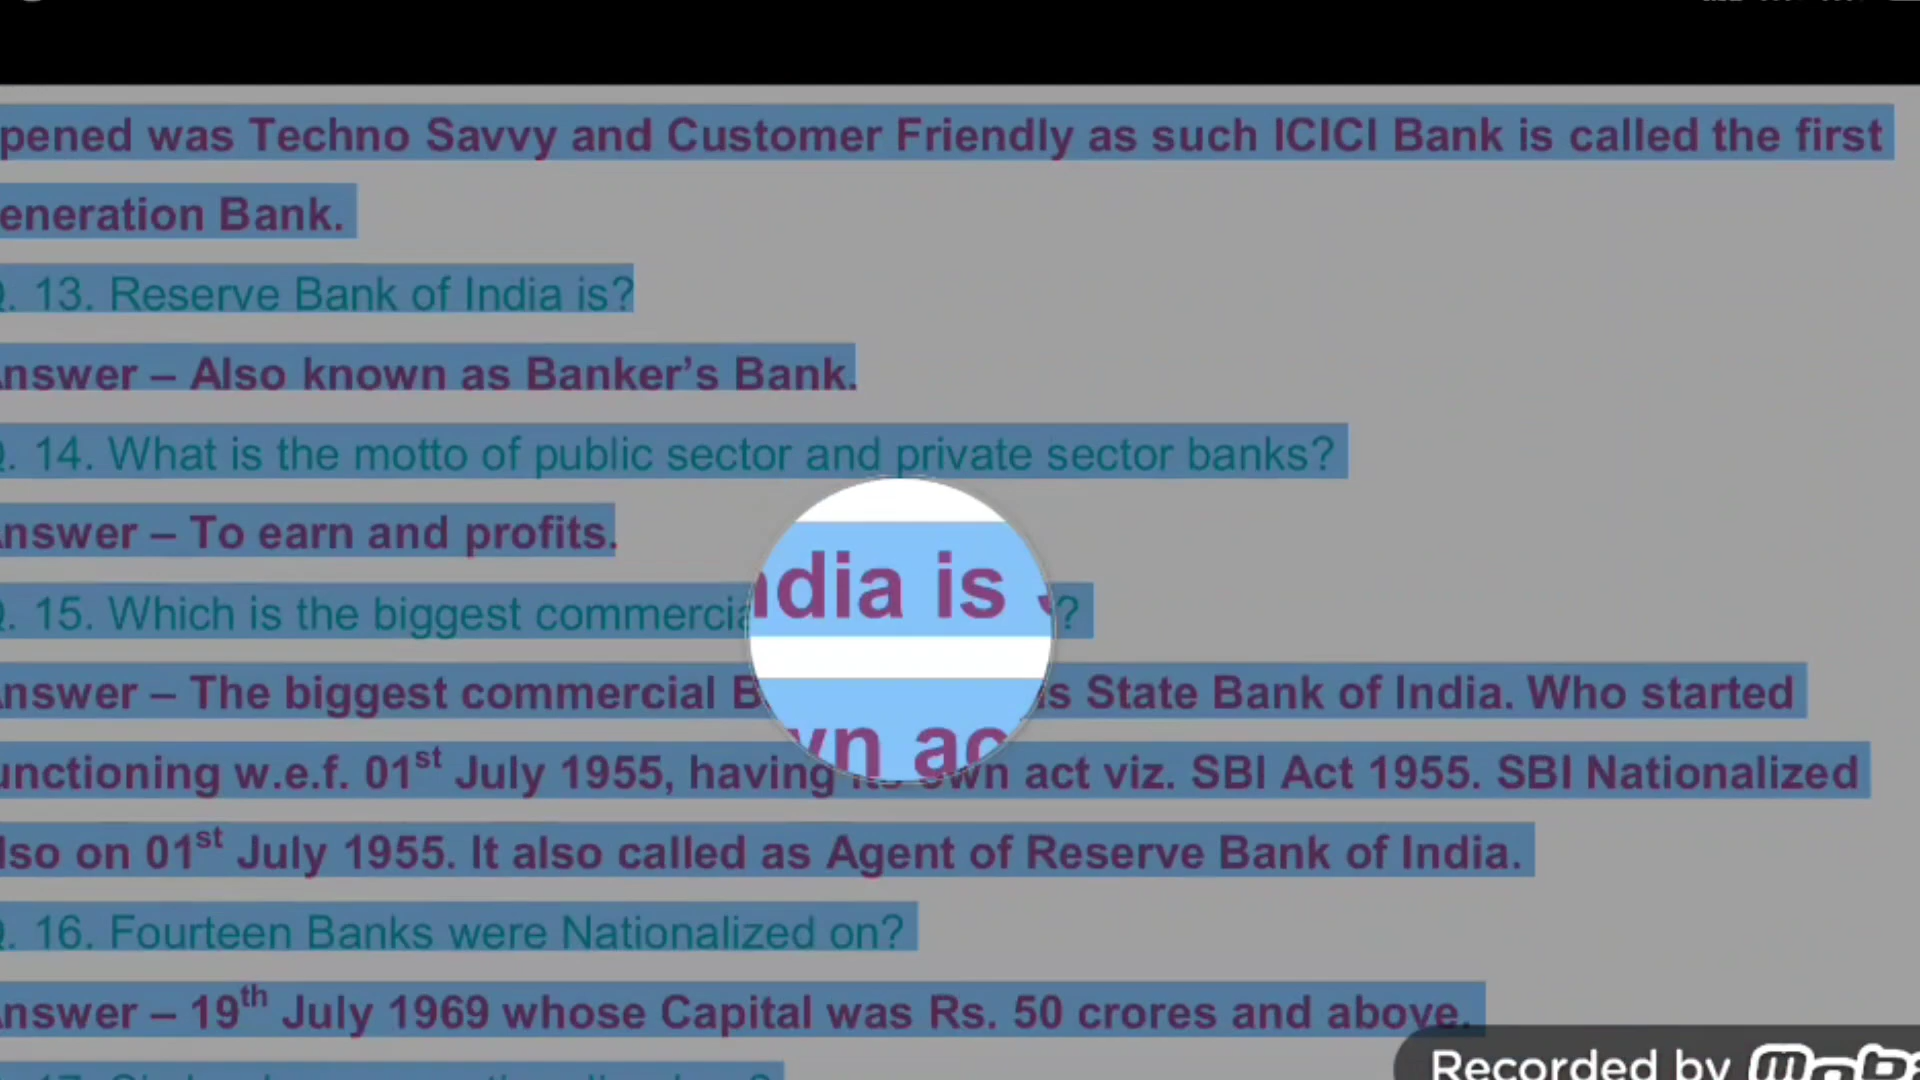 pened was Techno Savvy and Customer Friendly as such ICICI Bank is called the first
eneration Bank.
. 13. Reserve Bank of India is?
nswer – Also known as Banker’s Bank.
. 14. What is the motto of public sector and private sector banks?
nswer – To earn and profits.
. 15. Which is the biggest commercia ?
ndia is
nswer – The biggest commercial B s State Bank of India. Who started
wn ac
unctioning w.e.f. 01st July 1955, having its own act viz. SBI Act 1955. SBI Nationalized
lso on 01st July 1955. It also called as Agent of Reserve Bank of India.
. 16. Fourteen Banks were Nationalized on?
nswer – 19th July 1969 whose Capital was Rs. 50 crores and above.
Recorded by